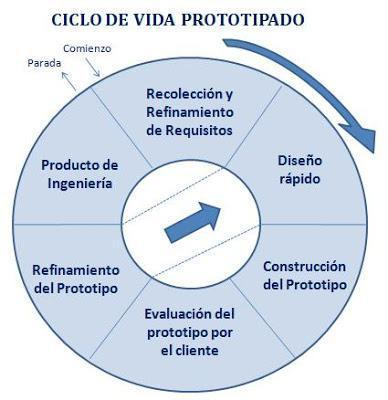 CICLO DE VIDA PROTOTIPADO
Comienzo
Parada
Recolección y
Refinamiento
de Requisitos
Diseño
rápido
Construcción
del Prototipo
Evaluación del
prototipo por
el cliente
Refinamiento
del Prototipo
Producto de
Ingeniería